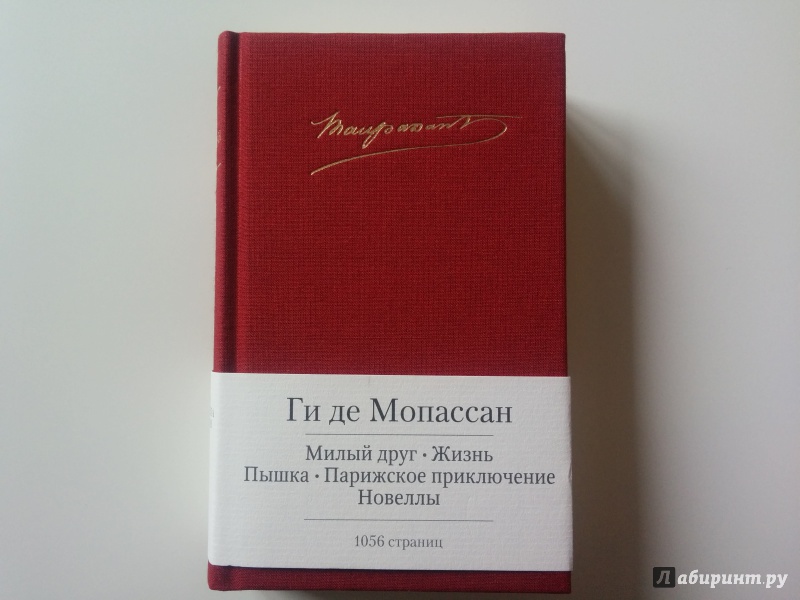 Maupassant
Ги де Мопассан
Милый друг • Жизнь
Пышка • Парижское приключение
Новеллы
1056 страниц
Лабиринт.ру